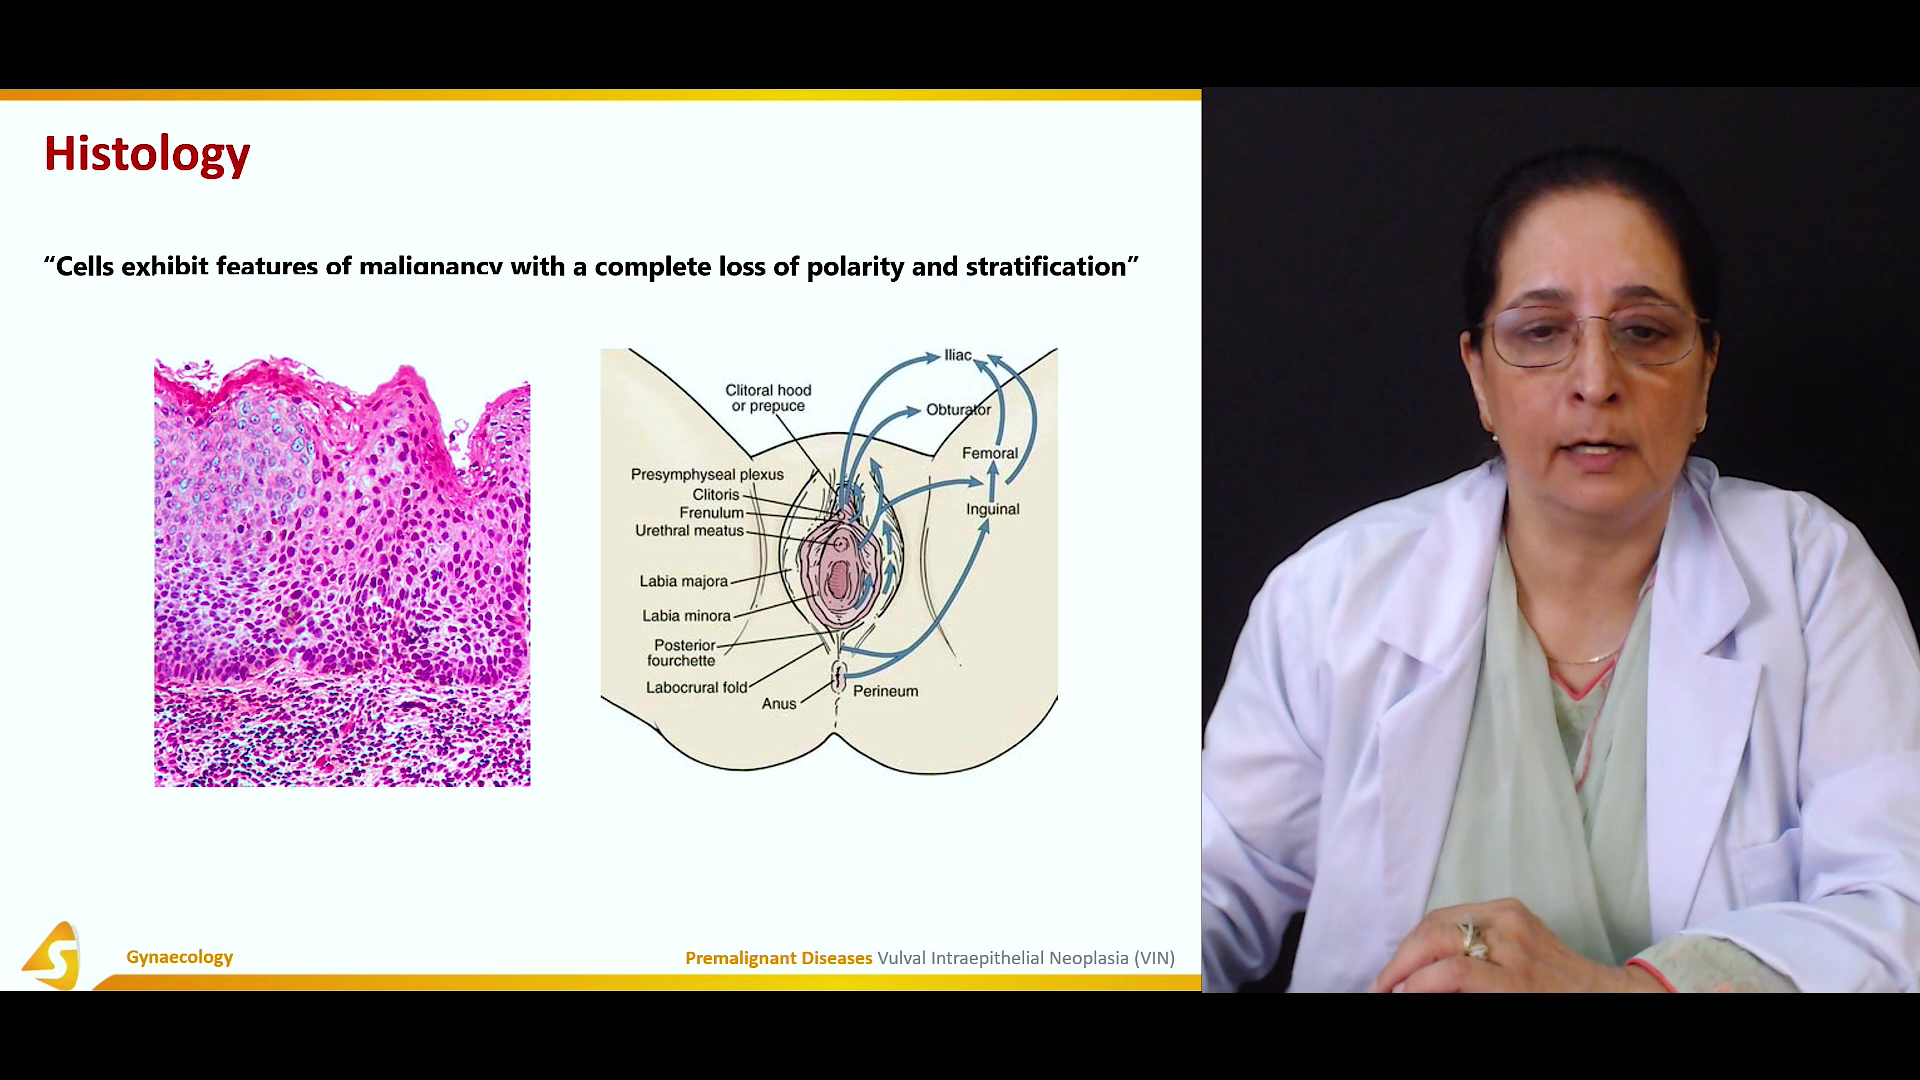 Histology
“Cells exhibit features of malignancy with a complete loss of polarity and stratification”
Iliac
Clitoral hood
or prepuce
Obturator
Femoral
Presymphyseal plexus
Clitoris
Frenulum
Inguinal
Urethral meatus
Labia majora
Labia minora
Posterior
fourchette
Labocrural fold
Perineum
Anus
S
Gynaecology
Premalignant Diseases Vulval Intraepithelial Neoplasia (VIN)